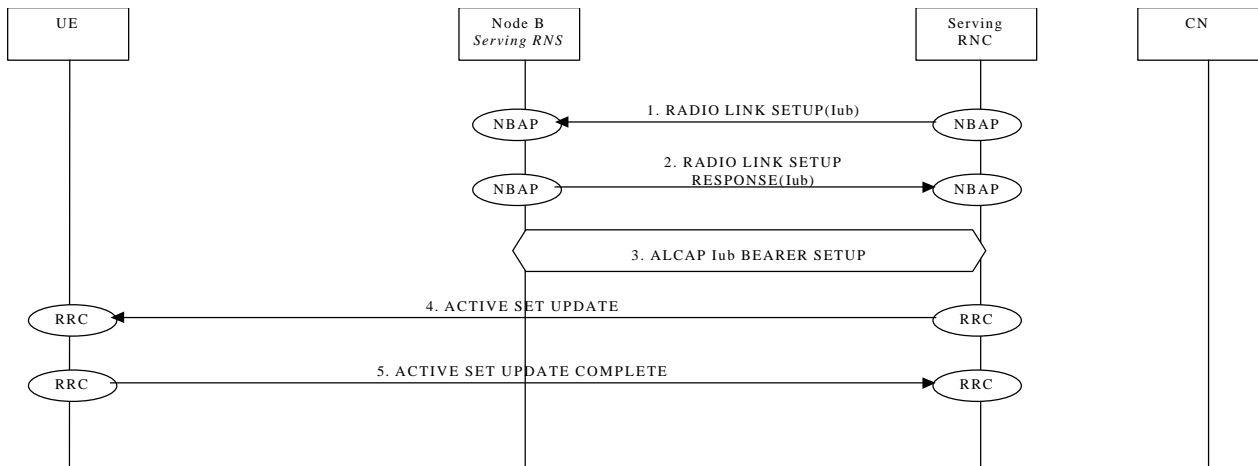 UE
Node B
Serving RNS
Serving
RNC
CN
1. RADIO LINK SETUP(Iub)
NBAP
NBAP
2. RADIO LINK SETUP
RESPONSE(Iub)
NBAP
NBAP
3. ALCAP Iub BEARER SETUP
4. ACTIVE SET UPDATE
RRC
RRC
5. ACTIVE SET UPDATE COMPLETE
RRC
RRC